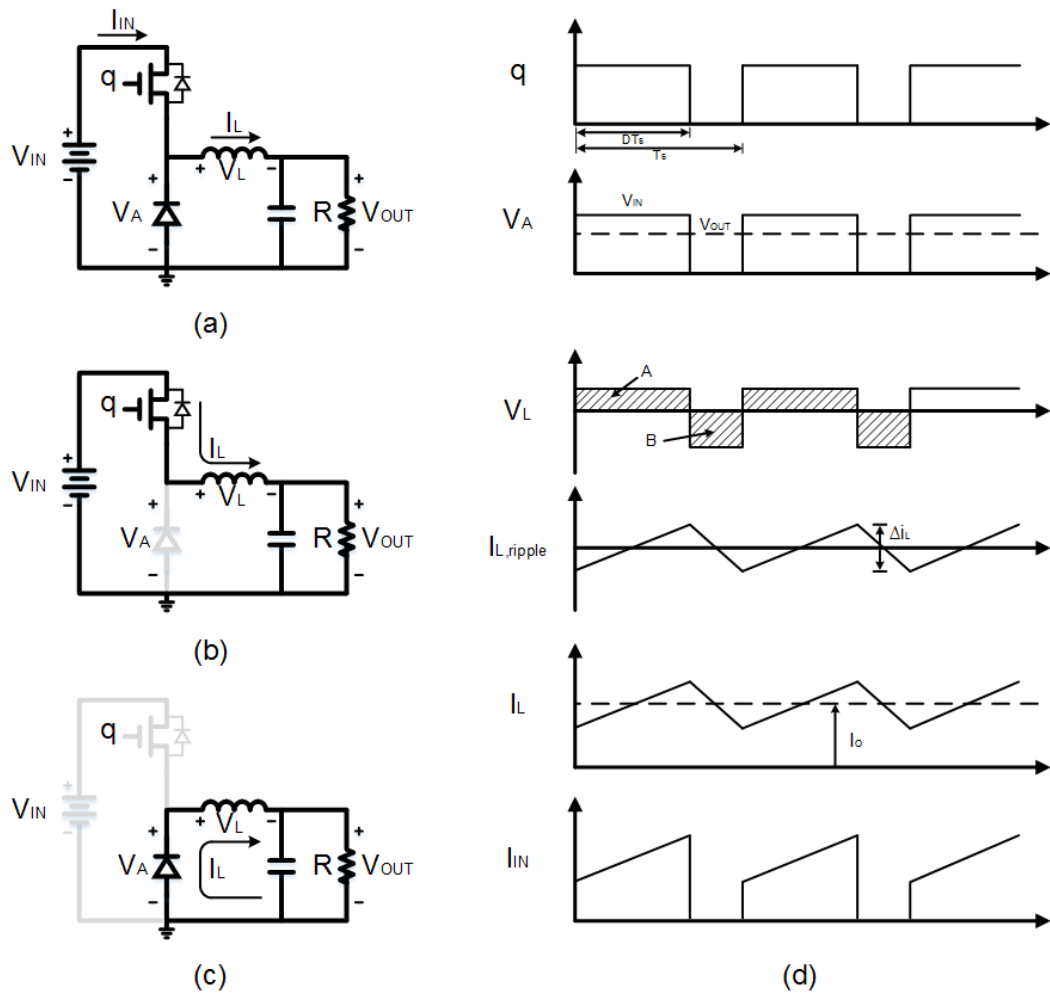 IIN
q
IL
+
VIN
-
+
VL
-
+
VA
-
R
+
VOUT
-
(a)
q
IL
+
VIN
-
+
VL
-
+
VA
-
R
+
VOUT
-
(b)
q
+
VIN
-
+
VL
-
+
VA
-
IL
R
+
VOUT
-
(c)
q
DTs
Ts
VA
VIN
VOUT
VL
A
B
IL,ripple
ΔiL
IL
Io
IIN
(d)